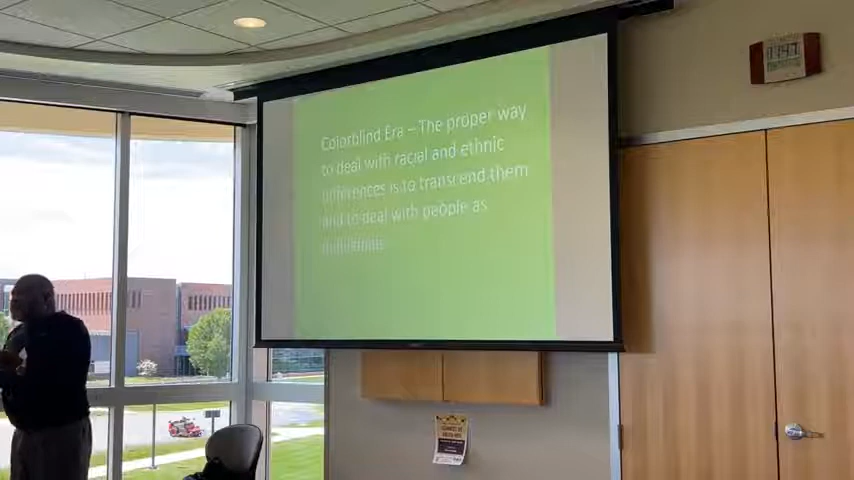 Colorblind Era – The proper way
to deal with racial and ethnic
differences is to transcend them
and to deal with people as